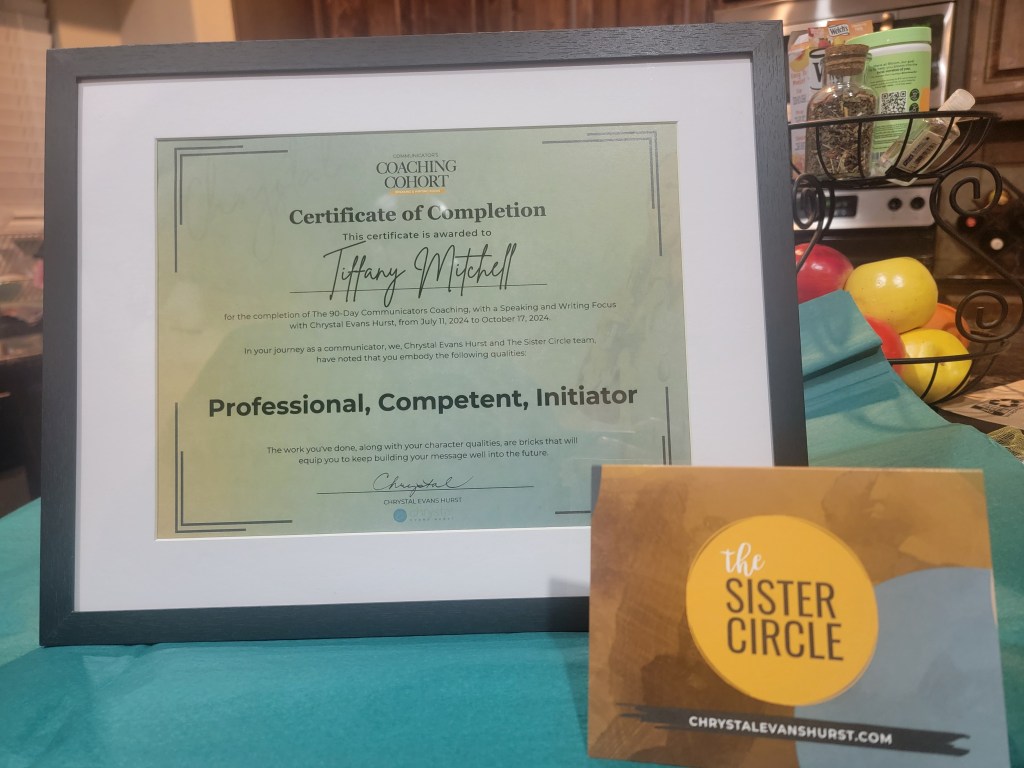 COMMUNICATORS
COACHING
COHORT
Certificate of Completion
This certificate is awarded to
Tiffany Mitchell
for the completion of The 90-Day Communicators Coaching, with a Speaking and Writing Focus
with Chrystal Evans Hurst, from July 11, 2024 to October 17, 2024.
In your journey as a communicator, we, Chrystal Evans Hurst and The Sister Circle team,
have noted that you embody the following qualities:
Professional, Competent, Initiator
The work you've done, along with your character qualities, are bricks that will
equip you to keep building your message well into the future.
Chrystal
CHRYSTAL EVANS HURST
the
SISTER
CIRCLE
CHRYSTALEVANSHURST.COM
Welch's